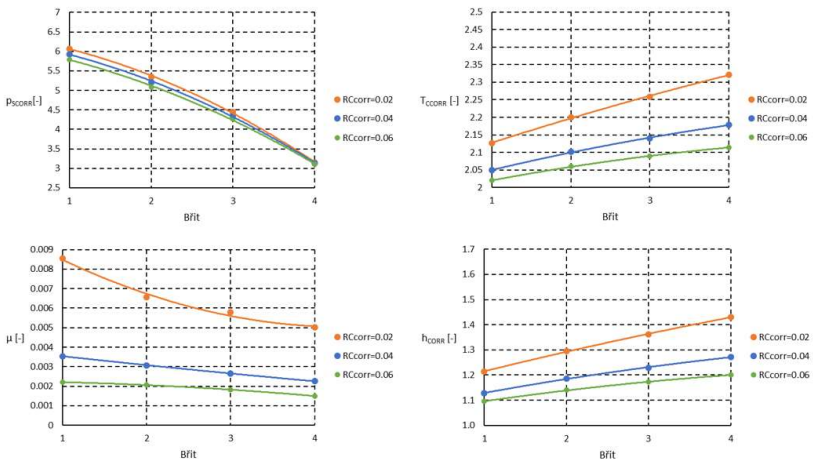 7
6.5
6
5.5
5
4.5
4
3.5
3
2.5
pSCORR[-]
1 2 3 4
Břit
RCcorr=0.02
RCcorr=0.04
RCcorr=0.06
2.5
2.45
2.4
2.35
2.3
2.25
2.2
2.15
2.1
2.05
2
TCCORR [-]
1 2 3 4
Břit
RCcorr=0.02
RCcorr=0.04
RCcorr=0.06
0.009
0.008
0.007
0.006
0.005
0.004
0.003
0.002
0.001
0
μ [-]
1 2 3 4
Břit
RCcorr=0.02
RCcorr=0.04
RCcorr=0.06
1.7
1.6
1.5
1.4
1.3
1.2
1.1
1.0
hCORR [-]
1 2 3 4
Břit
RCcorr=0.02
RCcorr=0.04
RCcorr=0.06